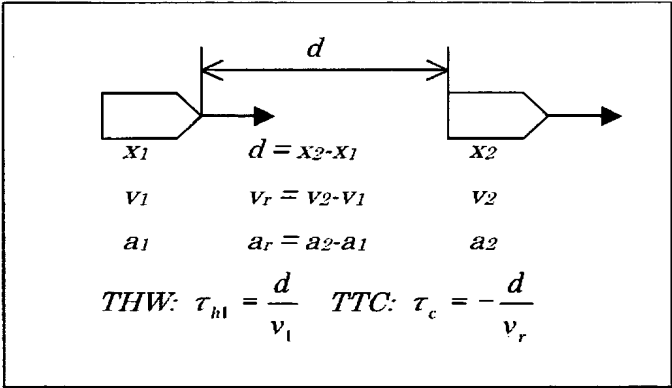 d
x1 d = x2-x1 x2
v1 vr = v2-v1 v2
a1 ar = a2-a1 a2
THW: τh1 = d/v1 TTC: τc = -d/vr